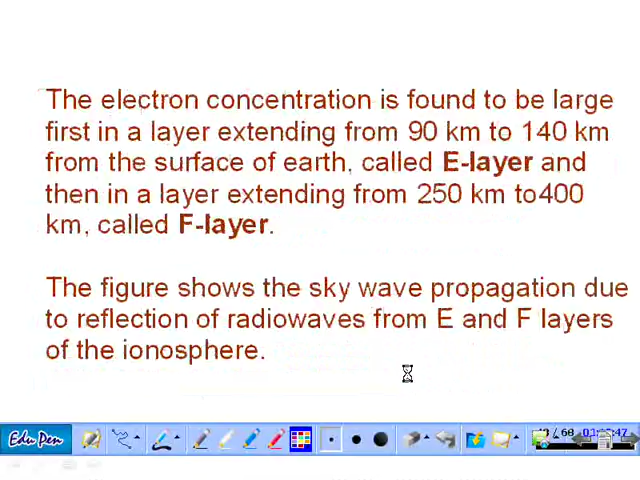 The electron concentration is found to be large
first in a layer extending from 90 km to 140 km
from the surface of earth, called E-layer and
then in a layer extending from 250 km to400
km, called F-layer.
The figure shows the sky wave propagation due
to reflection of radiowaves from E and F layers
of the ionosphere.
Edu Pen